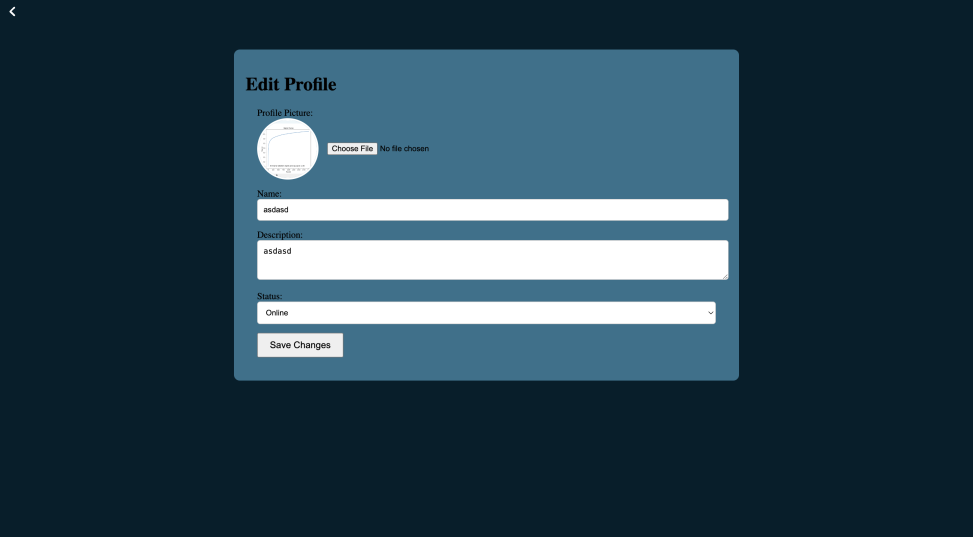 Edit Profile
Profile Picture:
Choose File No file chosen
Name:
asdasd
Description:
asdasd
Status:
Online
Save Changes